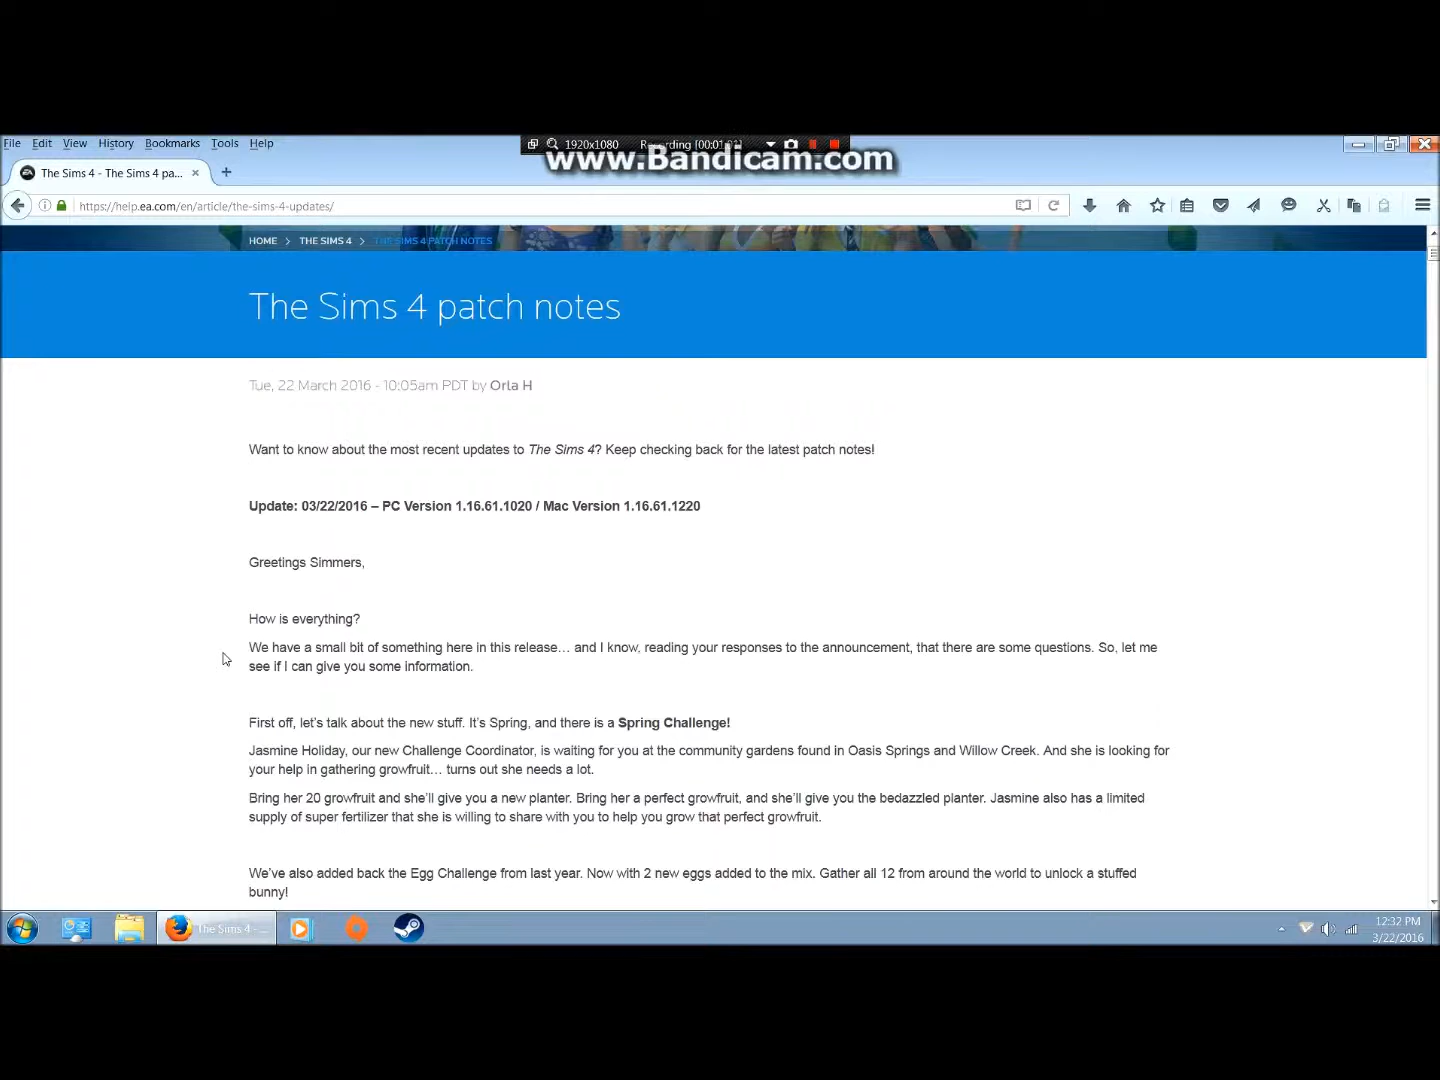 File Edit View History Bookmarks Tools Help
1920x1080 Recording [00:01:01]
www.Bandicam.com
The Sims 4 - The Sims 4 pa...
https://help.ea.com/en/article/the-sims-4-updates/
HOME > THE SIMS 4 > THE SIMS 4 PATCH NOTES
The Sims 4 patch notes
Tue, 22 March 2016 - 10:05am PDT by Orla H
Want to know about the most recent updates to The Sims 4? Keep checking back for the latest patch notes!
Update: 03/22/2016 – PC Version 1.16.61.1020 / Mac Version 1.16.61.1220
Greetings Simmers,
How is everything?
We have a small bit of something here in this release… and I know, reading your responses to the announcement, that there are some questions. So, let me
see if I can give you some information.
First off, let's talk about the new stuff. It's Spring, and there is a Spring Challenge!
Jasmine Holiday, our new Challenge Coordinator, is waiting for you at the community gardens found in Oasis Springs and Willow Creek. And she is looking for
your help in gathering growfruit… turns out she needs a lot.
Bring her 20 growfruit and she'll give you a new planter. Bring her a perfect growfruit, and she'll give you the bedazzled planter. Jasmine also has a limited
supply of super fertilizer that she is willing to share with you to help you grow that perfect growfruit.
We've also added back the Egg Challenge from last year. Now with 2 new eggs added to the mix. Gather all 12 from around the world to unlock a stuffed
bunny!
The Sims 4 - ...
12:32 PM
3/22/2016